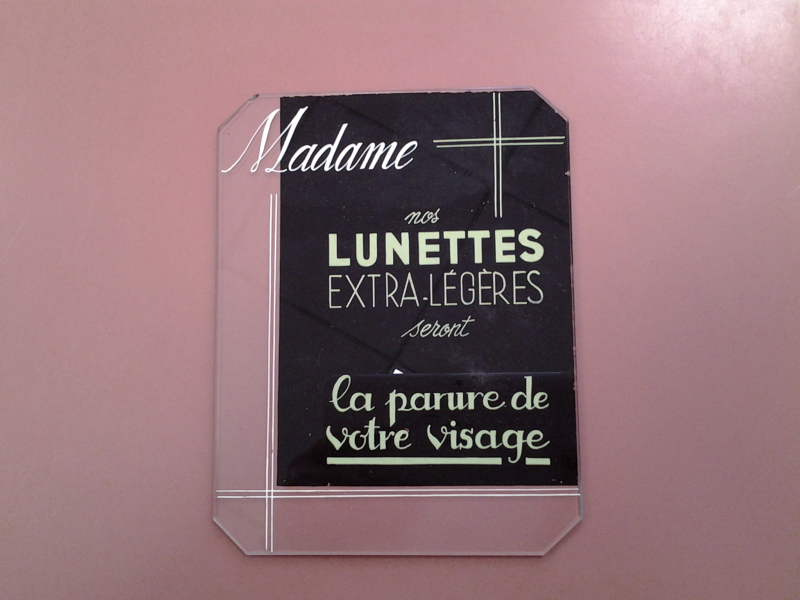 Madame
nos
LUNETTES
EXTRA-LÉGÈRES
seront
la parure de
votre visage